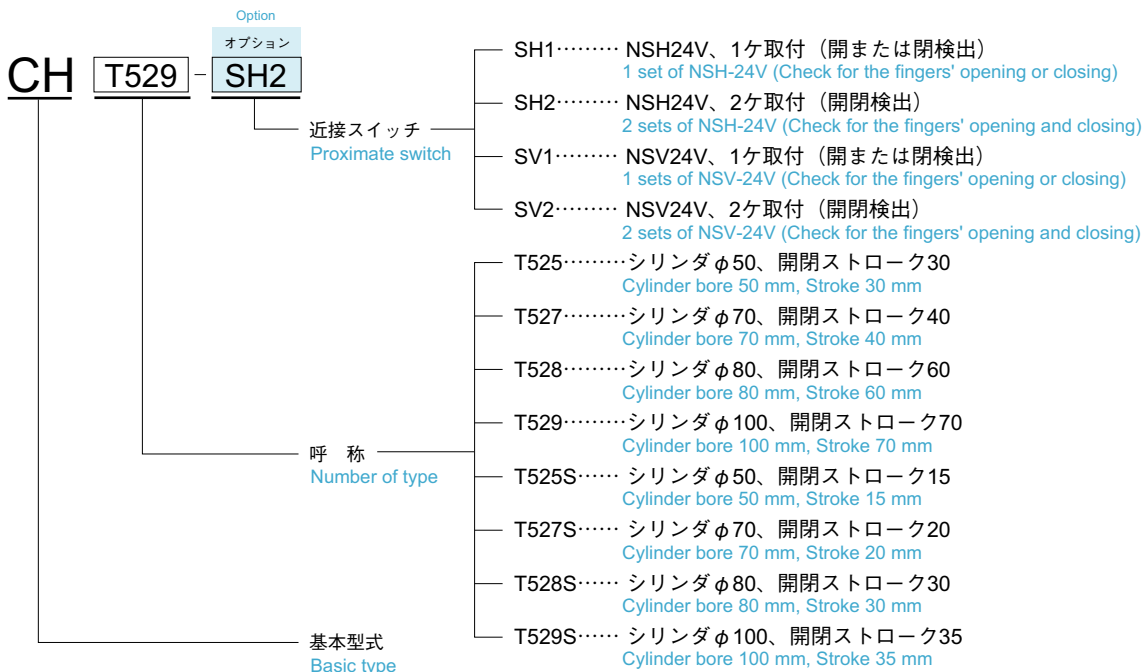 Option
オプション
CH T529 - SH2
近接スイッチ
Proximate switch
SH1……… NSH24V、1ケ取付（開または閉検出）
1 set of NSH-24V (Check for the fingers' opening or closing)
SH2……… NSH24V、2ケ取付（開閉検出）
2 sets of NSH-24V (Check for the fingers' opening and closing)
SV1……… NSV24V、1ケ取付（開または閉検出）
1 sets of NSV-24V (Check for the fingers' opening or closing)
SV2……… NSV24V、2ケ取付（開閉検出）
2 sets of NSV-24V (Check for the fingers' opening and closing)
呼　称
Number of type
T525………シリンダφ50、開閉ストローク30
Cylinder bore 50 mm, Stroke 30 mm
T527………シリンダφ70、開閉ストローク40
Cylinder bore 70 mm, Stroke 40 mm
T528………シリンダφ80、開閉ストローク60
Cylinder bore 80 mm, Stroke 60 mm
T529………シリンダφ100、開閉ストローク70
Cylinder bore 100 mm, Stroke 70 mm
T525S…… シリンダφ50、開閉ストローク15
Cylinder bore 50 mm, Stroke 15 mm
T527S…… シリンダφ70、開閉ストローク20
Cylinder bore 70 mm, Stroke 20 mm
T528S…… シリンダφ80、開閉ストローク30
Cylinder bore 80 mm, Stroke 30 mm
T529S…… シリンダφ100、開閉ストローク35
Cylinder bore 100 mm, Stroke 35 mm
基本型式
Basic type